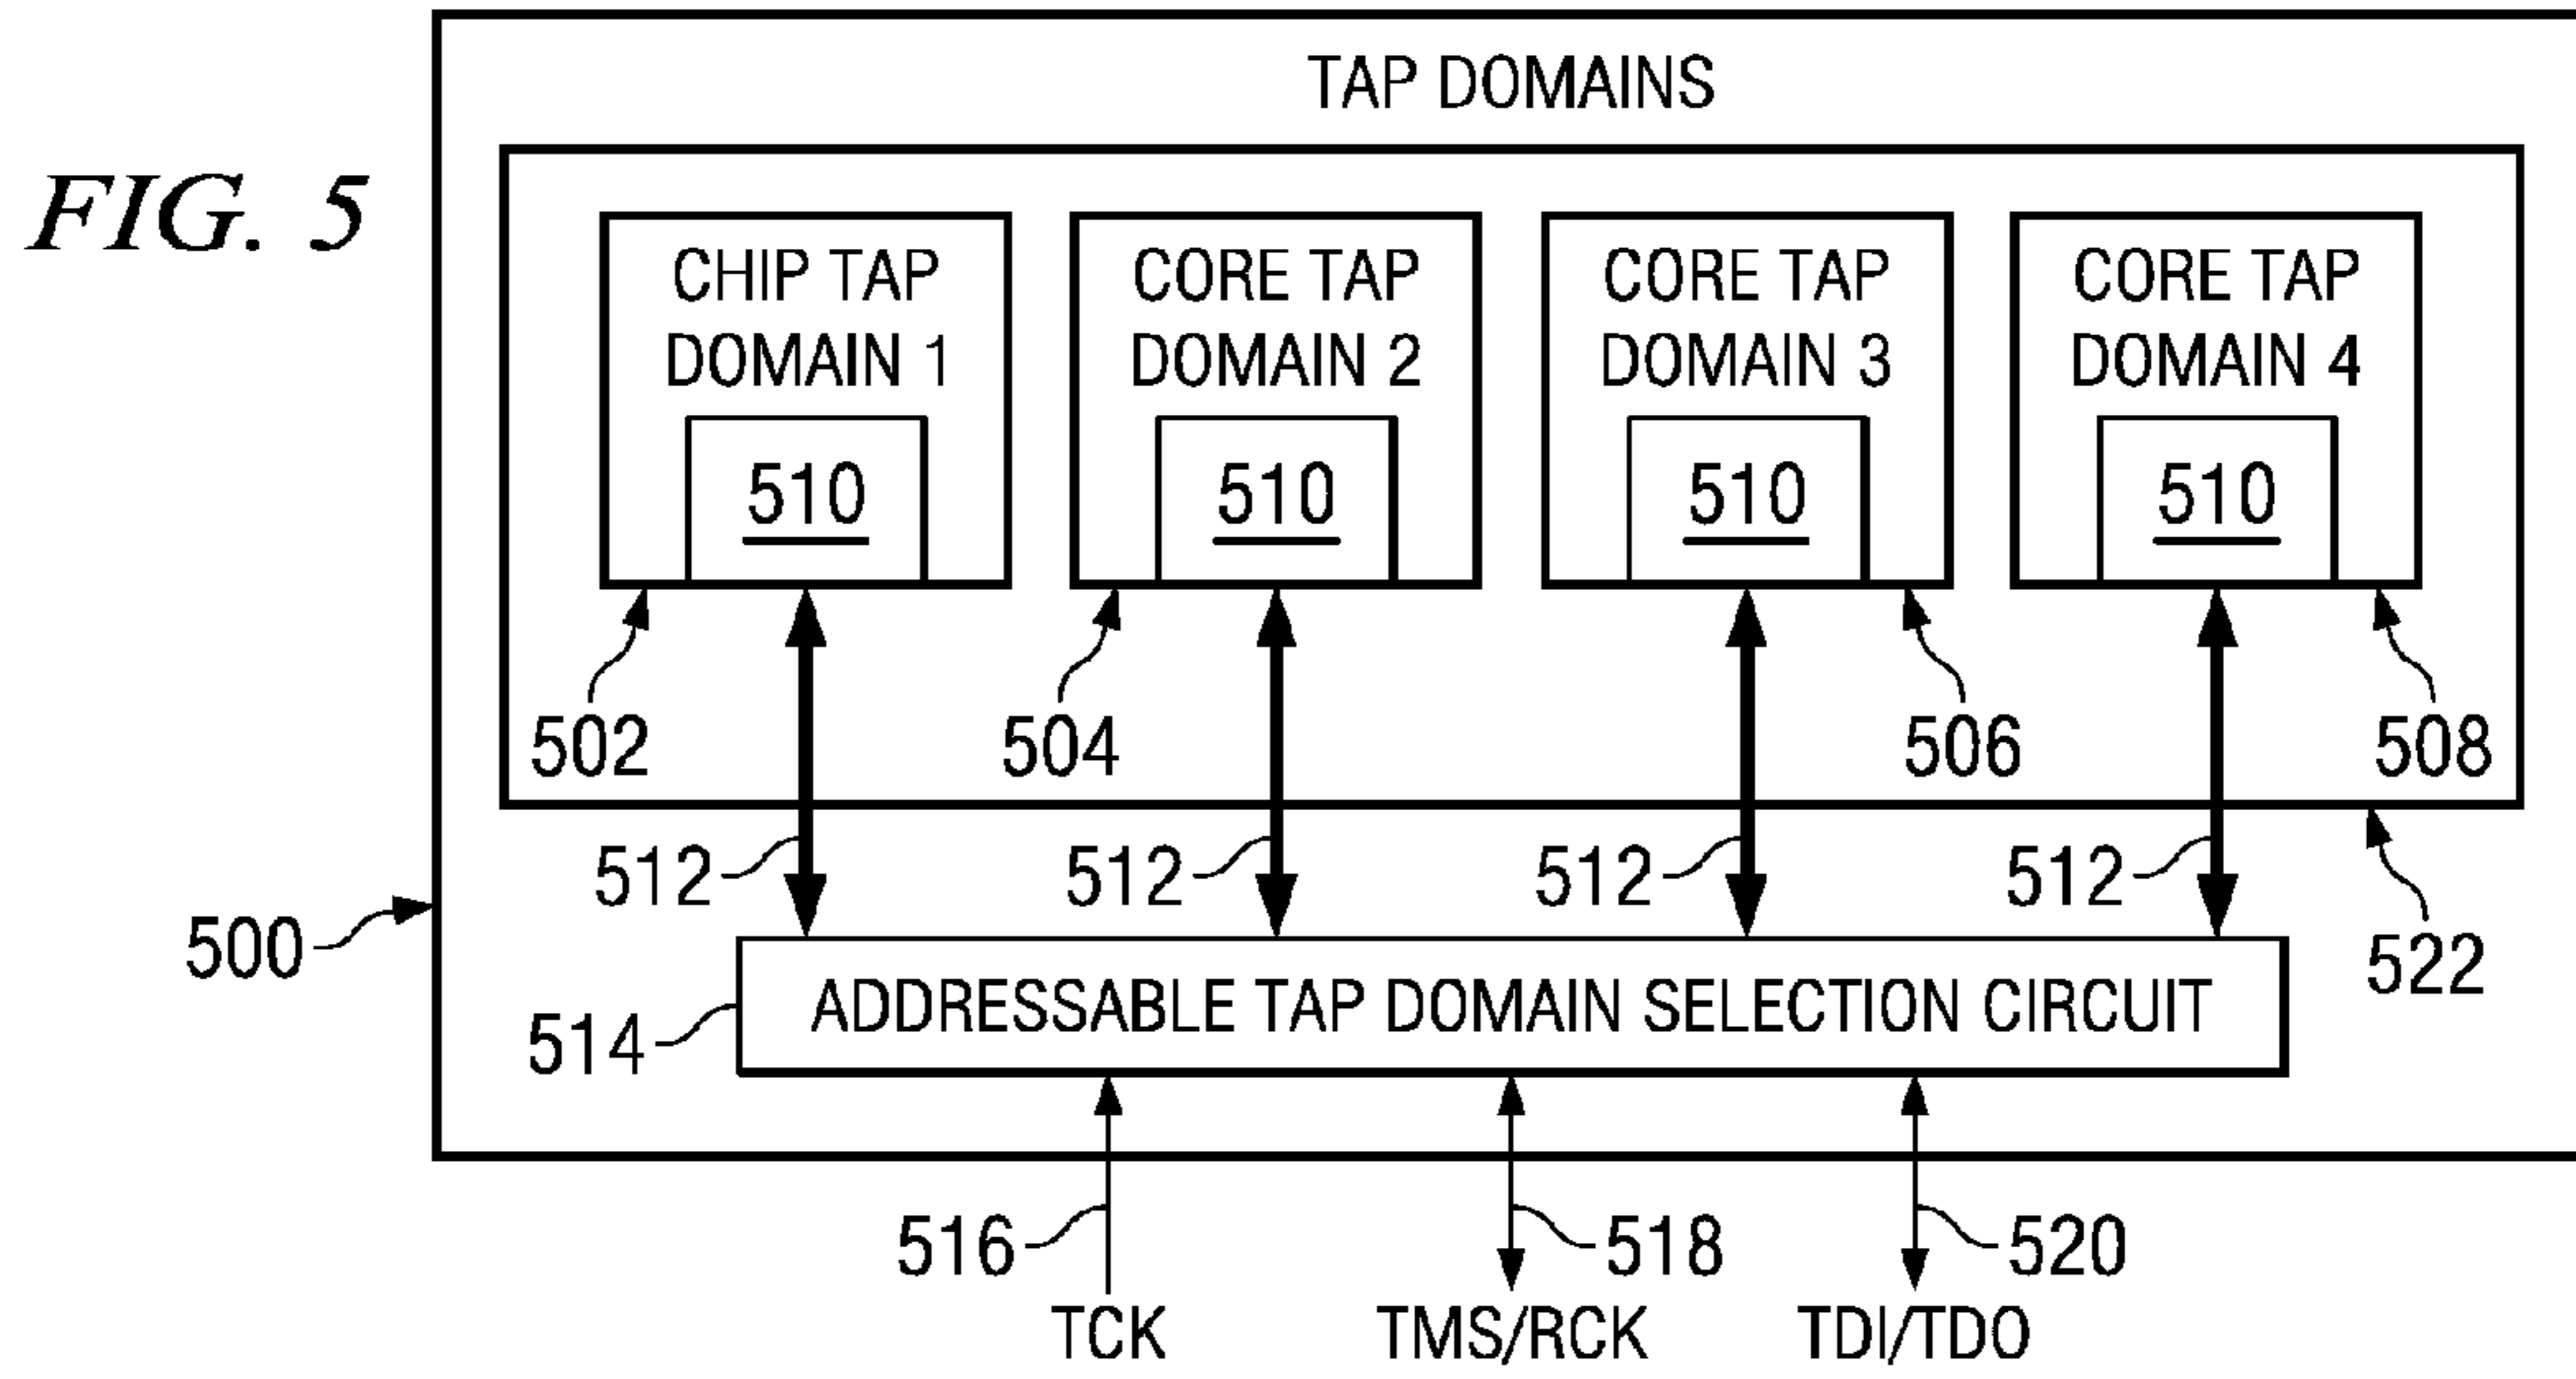 FIG. 5
TAP DOMAINS
CHIP TAP
DOMAIN 1
510
CORE TAP
DOMAIN 2
510
CORE TAP
DOMAIN 3
510
CORE TAP
DOMAIN 4
510
502
504
506
508
512
512
512
512
500
522
514
ADDRESSABLE TAP DOMAIN SELECTION CIRCUIT
516
518
520
TCK
TMS/RCK
TDI/TDO